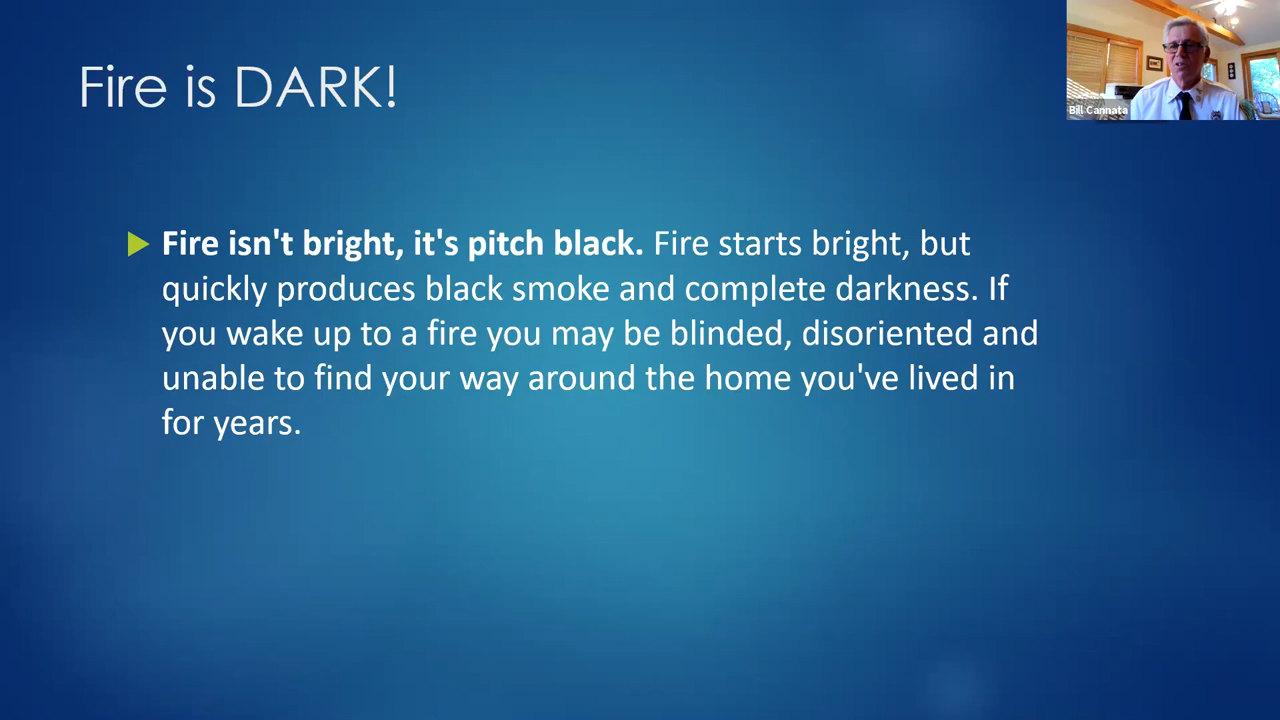 Fire is DARK!
Bill Cannata
Fire isn't bright, it's pitch black. Fire starts bright, but
quickly produces black smoke and complete darkness. If
you wake up to a fire you may be blinded, disoriented and
unable to find your way around the home you've lived in
for years.